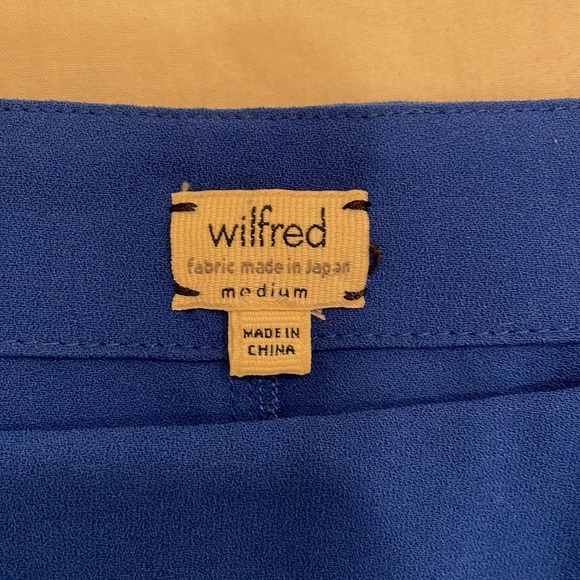 wilfred
fabric made in Japan
medium
MADE IN
CHINA